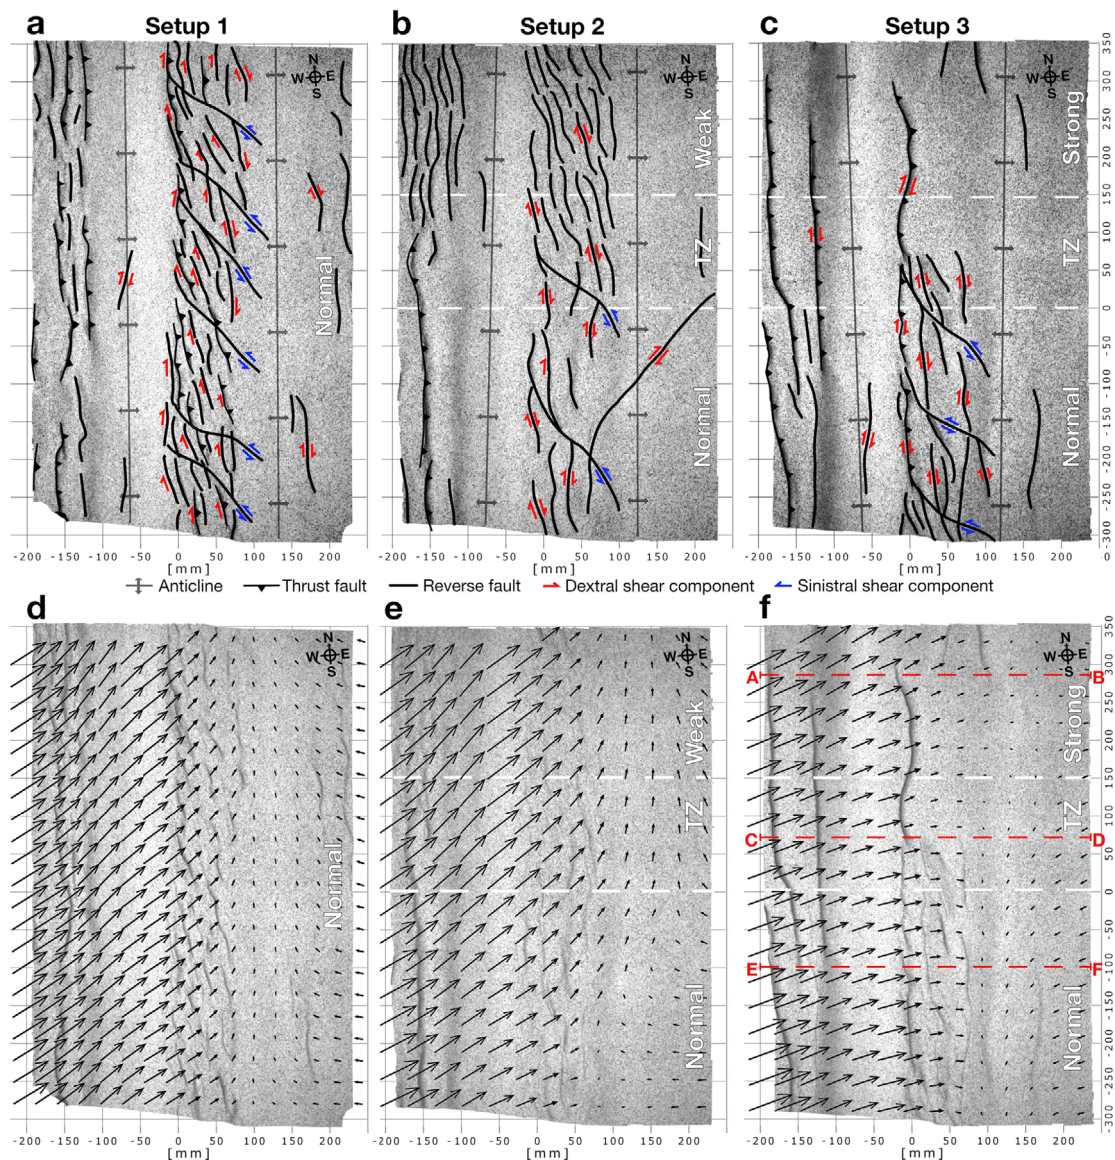 a Setup 1
b Setup 2
c Setup 3
N
W E
S
N
W E
S
N
W E
S
Normal
Weak
TZ
Normal
Strong
TZ
Normal
350
300
250
200
150
100
50
0
-50
-100
-150
-200
-250
-300
-200 -150 -100 -50 0 50 100 150 200
[mm]
-200 -150 -100 -50 0 50 100 150 200
[mm]
-200 -150 -100 -50 0 50 100 150 200
[mm]
Anticline Thrust fault Reverse fault Dextral shear component Sinistral shear component
d
e
f
N
W E
S
N
W E
S
N
W E
S
Normal
Weak
TZ
Normal
Strong
TZ
Normal
A B
C D
E F
350
300
250
200
150
100
50
0
-50
-100
-150
-200
-250
-300
-200 -150 -100 -50 0 50 100 150 200
[mm]
-200 -150 -100 -50 0 50 100 150 200
[mm]
-200 -150 -100 -50 0 50 100 150 200
[mm]